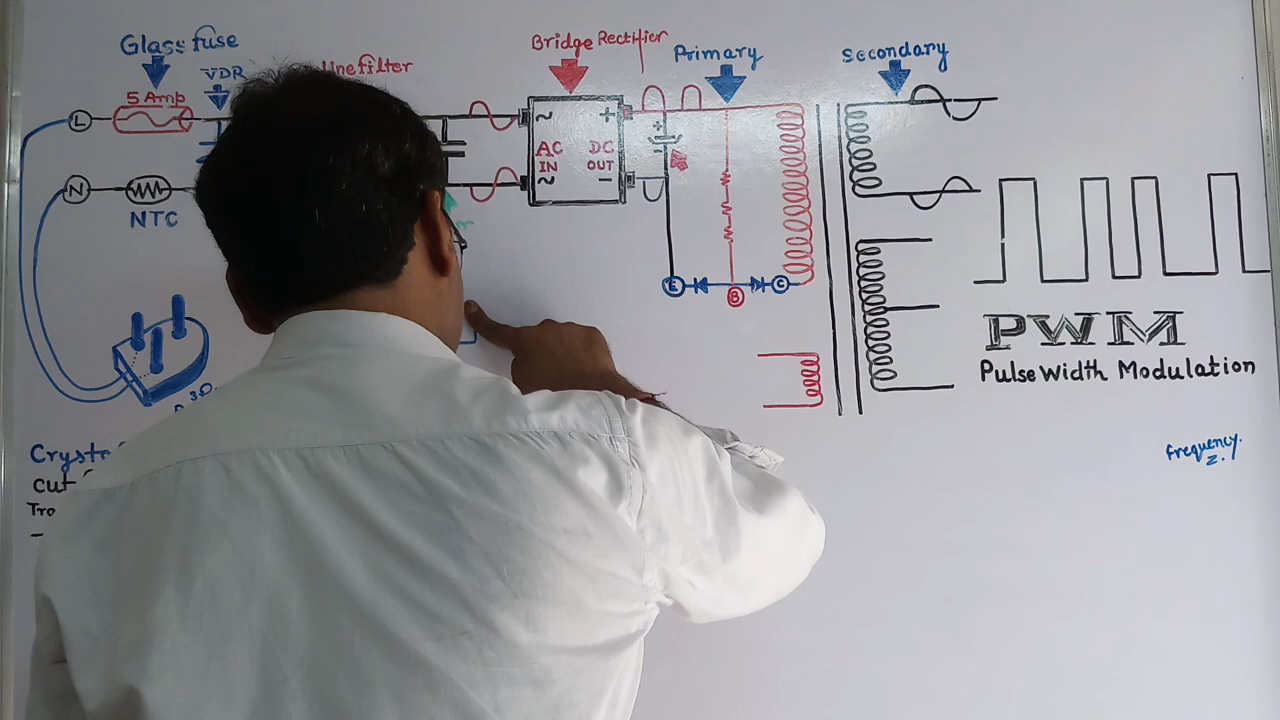 Glass fuse
VDR
Line filter
Bridge Rectifier
Primary
Secondary
5 Amp
L
~ +
AC DC
IN OUT
~ -
+
-
N
NTC
E
B
C
PWM
Pulse Width Modulation
frequency.
Z.
cut